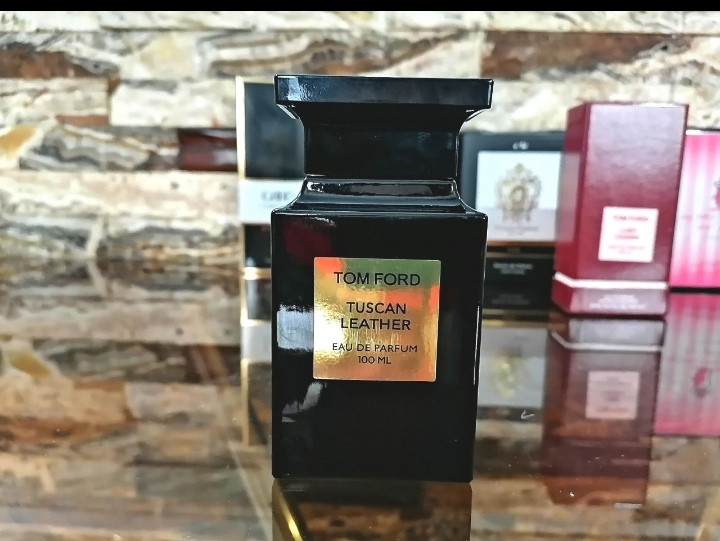 TOM FORD
TUSCAN
LEATHER
EAU DE PARFUM
100 ML
TOM FORD